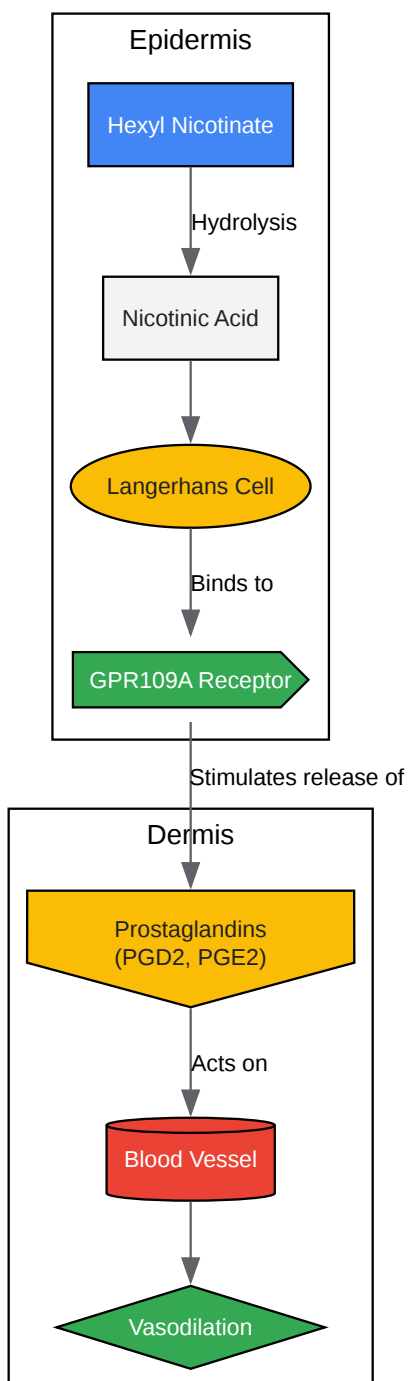 Epidermis
Hexyl Nicotinate
Hydrolysis
Nicotinic Acid
Langerhans Cell
Binds to
GPR109A Receptor
Stimulates release of
Dermis
Prostaglandins
(PGD2, PGE2)
Acts on
Blood Vessel
Vasodilation